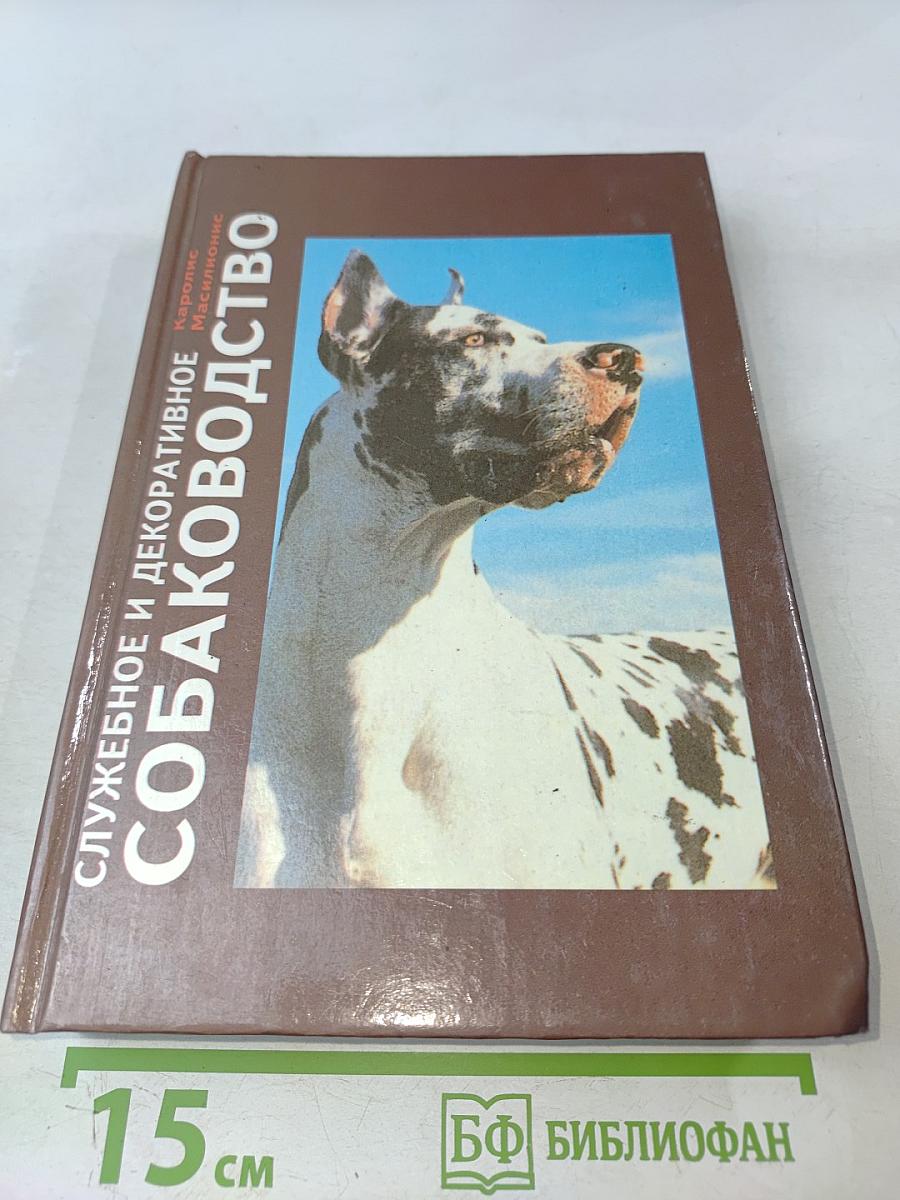 Каролис
Масилионис
СЛУЖЕБНОЕ И ДЕКОРАТИВНОЕ
СОБАКОВОДСТВО
15 см
БФ БИБЛИОФАН